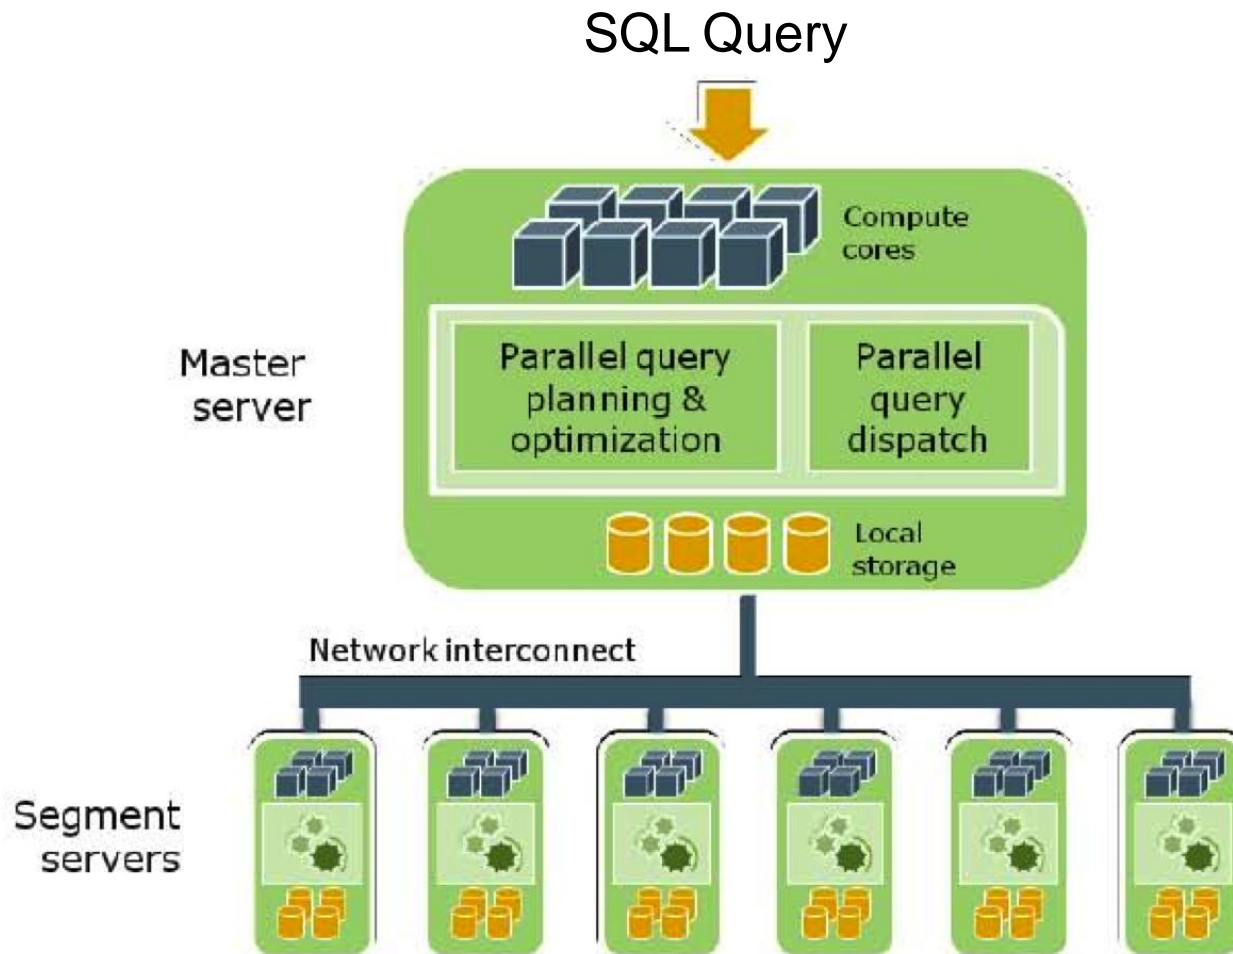 SQL Query
Compute
cores
Master
server
Parallel query
planning &
optimization
Parallel
query
dispatch
Local
storage
Network interconnect
Segment
servers